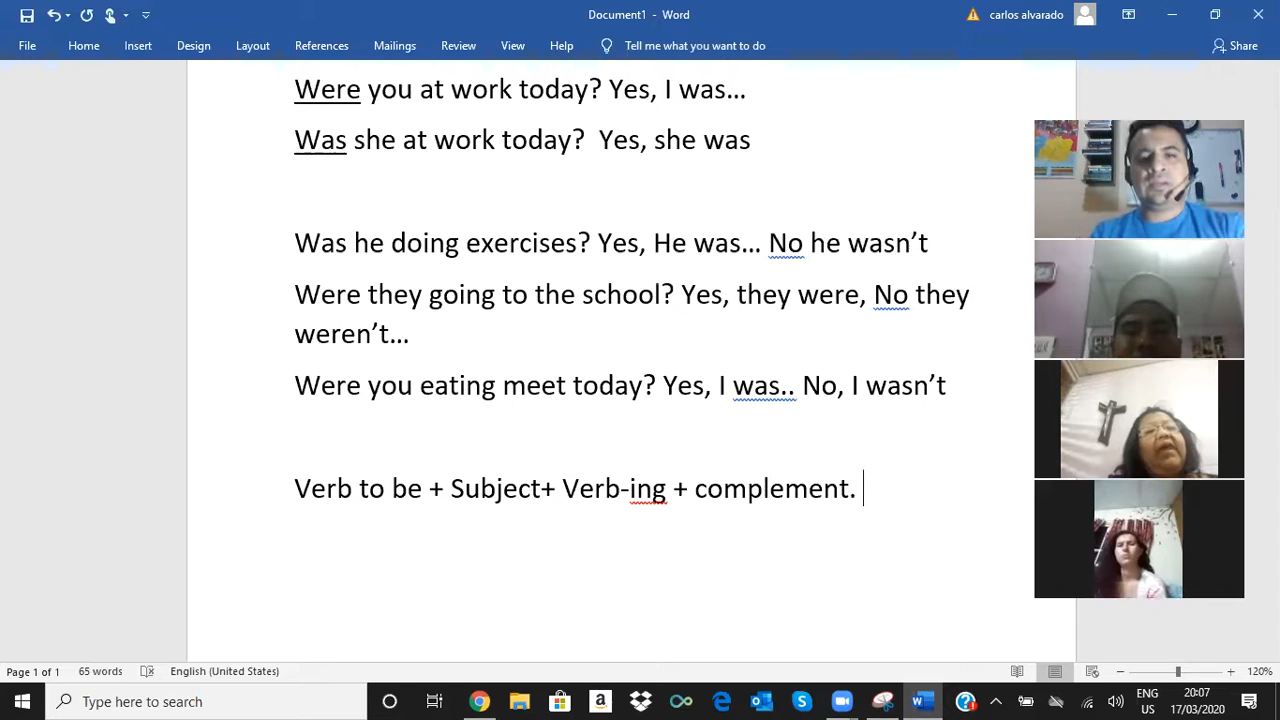 Document1 - Word
carlos alvarado
File Home Insert Design Layout References Mailings Review View Help Tell me what you want to do Share
Were you at work today? Yes, I was…
Was she at work today?  Yes, she was
Was he doing exercises? Yes, He was… No he wasn’t
Were they going to the school? Yes, they were, No they
weren’t…
Were you eating meet today? Yes, I was.. No, I wasn’t
Verb to be + Subject+ Verb-ing + complement.
Page 1 of 1 65 words English (United States) 120%
Type here to search
ENG 20:07
YE 17/03/2020